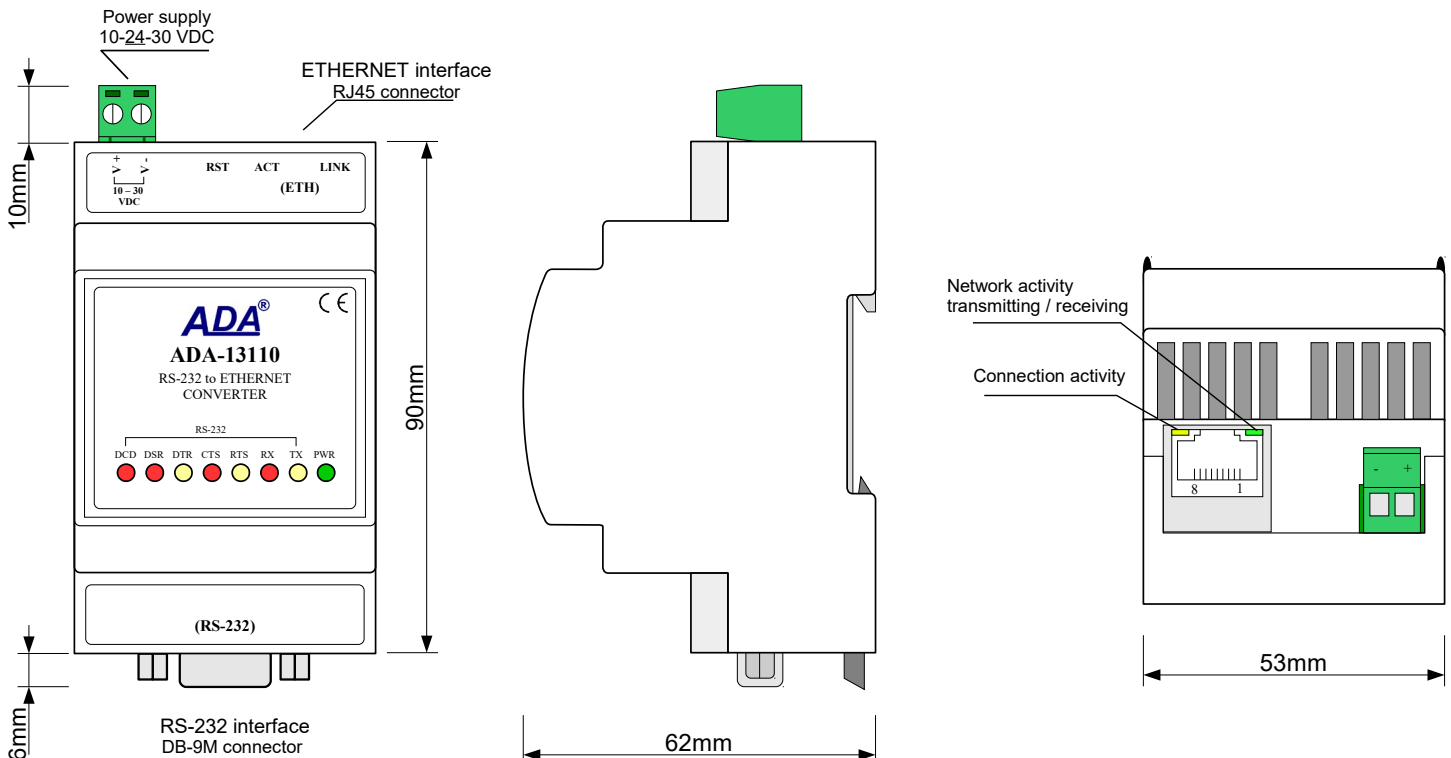 Power supply
10-24-30 VDC
ETHERNET interface
RJ45 connector
10mm
V +
V -
10 – 30
VDC
RST ACT LINK
(ETH)
ADA®
CE
ADA-13110
RS-232 to ETHERNET
CONVERTER
RS-232
DCD DSR DTR CTS RTS RX TX PWR
90mm
(RS-232)
6mm
RS-232 interface
DB-9M connector
62mm
Network activity
transmitting / receiving
Connection activity
8 1
- +
53mm